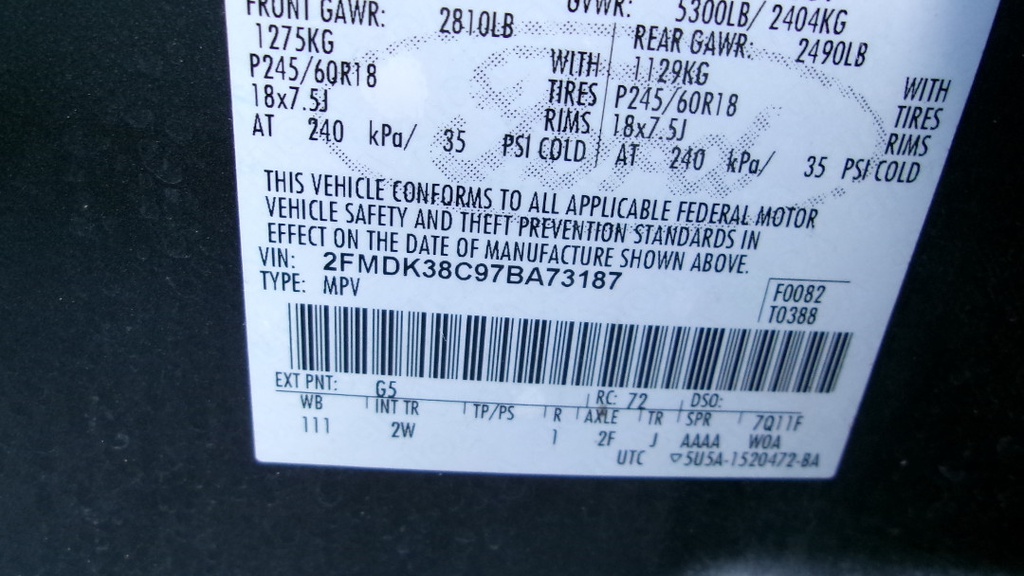 FRONT GAWR: 2810LB GVWR: 5300LB/ 2404KG
1275KG REAR GAWR: 2490LB
P245/60R18 WITH 1129KG WITH
18x7.5J TIRES P245/60R18 TIRES
RIMS 18x7.5J RIMS
AT 240 kPa/ 35 PSI COLD AT 240 kPa/ 35 PSI COLD
THIS VEHICLE CONFORMS TO ALL APPLICABLE FEDERAL MOTOR
VEHICLE SAFETY AND THEFT PREVENTION STANDARDS IN
EFFECT ON THE DATE OF MANUFACTURE SHOWN ABOVE.
VIN: 2FMDK38C97BA73187
TYPE: MPV
F0082
T0388
EXT PNT: G5 RC: 72 DSO:
WB INT TR TP/PS R AXLE TR SPR 7Q11F
111 2W 1 2F J AAAA W0A
UTC ▽5U5A-1520472-BA